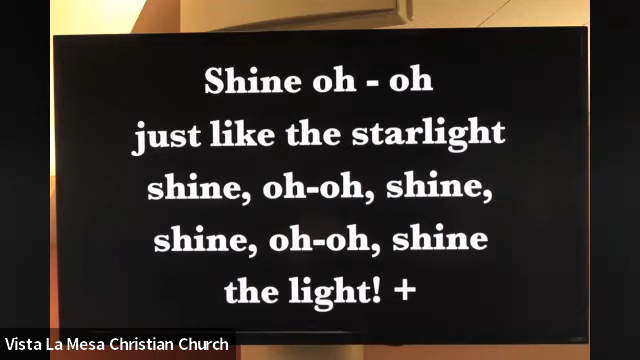 Shine oh - oh
just like the starlight
shine, oh-oh, shine,
shine, oh-oh, shine
the light! +
Vista La Mesa Christian Church